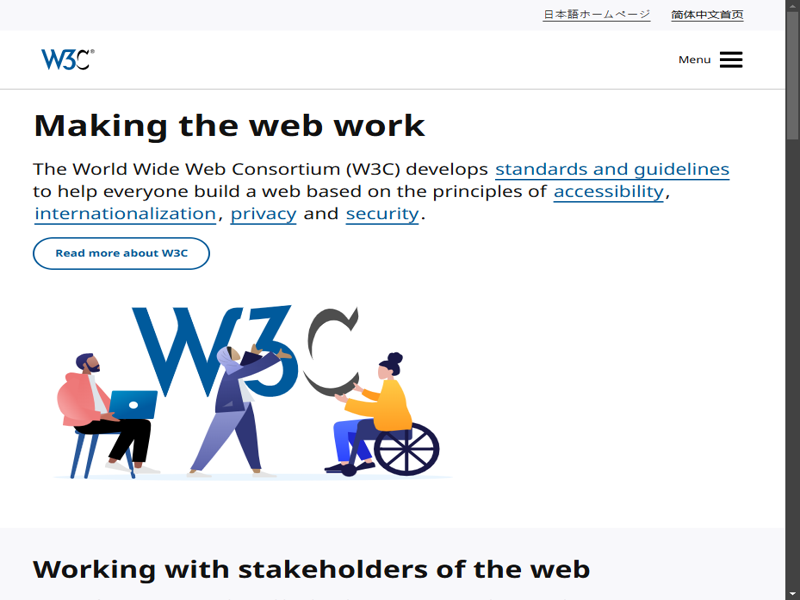 日本語ホームページ 简体中文首页
W3C®
Menu
Making the web work
The World Wide Web Consortium (W3C) develops standards and guidelines
to help everyone build a web based on the principles of accessibility,
internationalization, privacy and security.
Read more about W3C
W3C
Working with stakeholders of the web